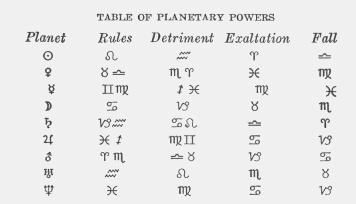 TABLE OF PLANETARY POWERS
Planet Rules Detriment Exaltation Fall
☉ ♌ ♒ ♈ ♎
♀ ♉ ♎ ♏ ♈ ♓ ♍
☿ ♊ ♍ ♐ ♓ ♍ ♓
☽ ♋ ♑ ♉ ♏
♄ ♑ ♒ ♋ ♌ ♎ ♈
♃ ♓ ♐ ♍ ♊ ♋ ♑
♂ ♈ ♏ ♎ ♉ ♑ ♋
♅ ♒ ♌ ♏ ♉
♆ ♓ ♍ ♋ ♑